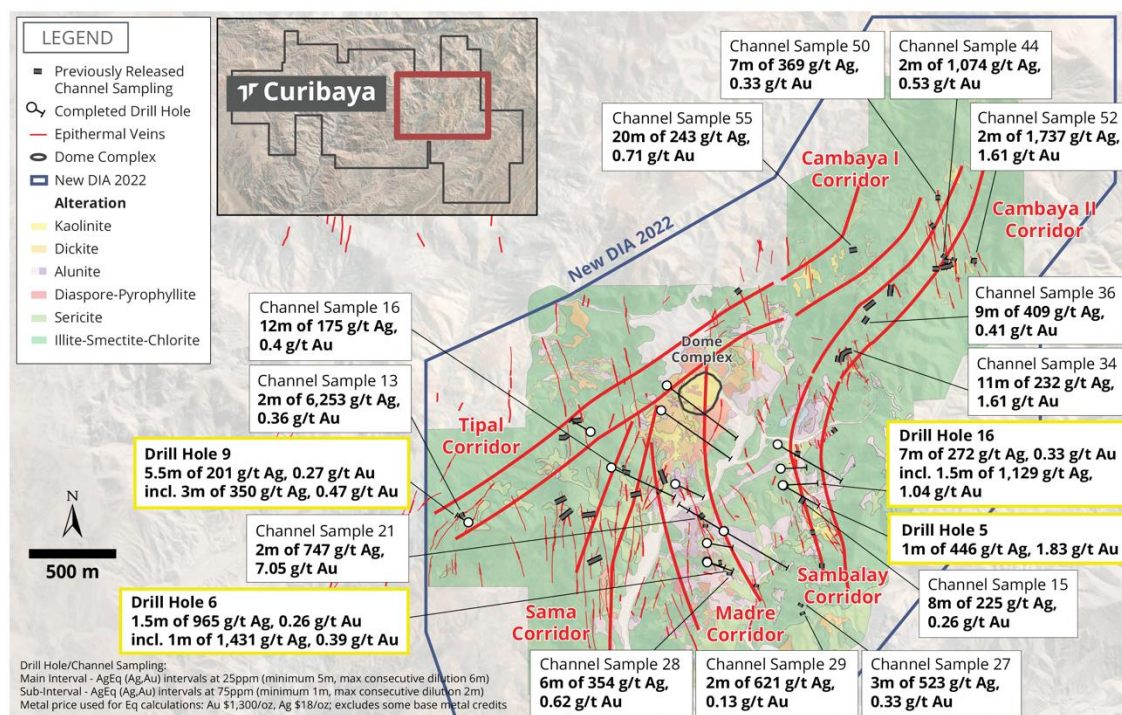 LEGEND
Previously Released
Channel Sampling
Completed Drill Hole
Epithermal Veins
Dome Complex
New DIA 2022
Alteration
Kaolinite
Dickite
Alunite
Diaspore-Pyrophyllite
Sericite
Illite-Smectite-Chlorite
Curibaya
Channel Sample 50
7m of 369 g/t Ag,
0.33 g/t Au
Channel Sample 44
2m of 1,074 g/t Ag,
0.53 g/t Au
Channel Sample 55
20m of 243 g/t Ag,
0.71 g/t Au
Channel Sample 52
2m of 1,737 g/t Ag,
1.61 g/t Au
Cambaya I
Corridor
Cambaya II
Corridor
New DIA 2022
Channel Sample 16
12m of 175 g/t Ag,
0.4 g/t Au
Channel Sample 36
9m of 409 g/t Ag,
0.41 g/t Au
Dome
Complex
Channel Sample 34
11m of 232 g/t Ag,
1.61 g/t Au
Channel Sample 13
2m of 6,253 g/t Ag,
0.36 g/t Au
Tipal
Corridor
Drill Hole 9
5.5m of 201 g/t Ag, 0.27 g/t Au
incl. 3m of 350 g/t Ag, 0.47 g/t Au
Drill Hole 16
7m of 272 g/t Ag, 0.33 g/t Au
incl. 1.5m of 1,129 g/t Ag,
1.04 g/t Au
N
500 m
Channel Sample 21
2m of 747 g/t Ag,
7.05 g/t Au
Drill Hole 5
1m of 446 g/t Ag, 1.83 g/t Au
Drill Hole 6
1.5m of 965 g/t Ag, 0.26 g/t Au
incl. 1m of 1,431 g/t Ag, 0.39 g/t Au
Sama
Corridor
Madre
Corridor
Sambalay
Corridor
Channel Sample 15
8m of 225 g/t Ag,
0.26 g/t Au
Channel Sample 28
6m of 354 g/t Ag,
0.62 g/t Au
Channel Sample 29
2m of 621 g/t Ag,
0.13 g/t Au
Channel Sample 27
3m of 523 g/t Ag,
0.33 g/t Au
Drill Hole/Channel Sampling:
Main Interval - AgEq (Ag,Au) intervals at 25ppm (minimum 5m, max consecutive dilution 6m)
Sub-Interval - AgEq (Ag,Au) intervals at 75ppm (minimum 1m, max consecutive dilution 2m)
Metal price used for Eq calculations: Au $1,300/oz, Ag $18/oz; excludes some base metal credits